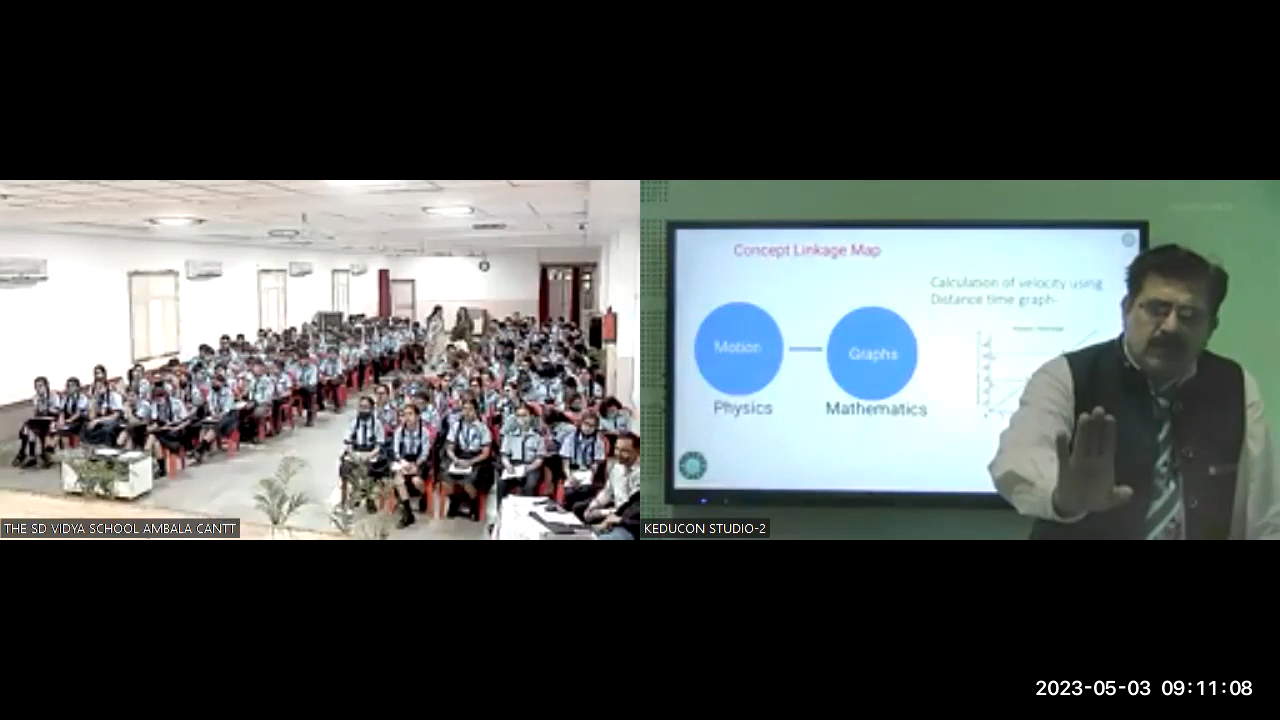 Concept Linkage Map
Calculation of velocity using
Distance time graph-
Motion
Graphs
Physics
Mathematics
THE SD VIDYA SCHOOL AMBALA CANTT
KEDUCON STUDIO-2
2023-05-03 09:11:08